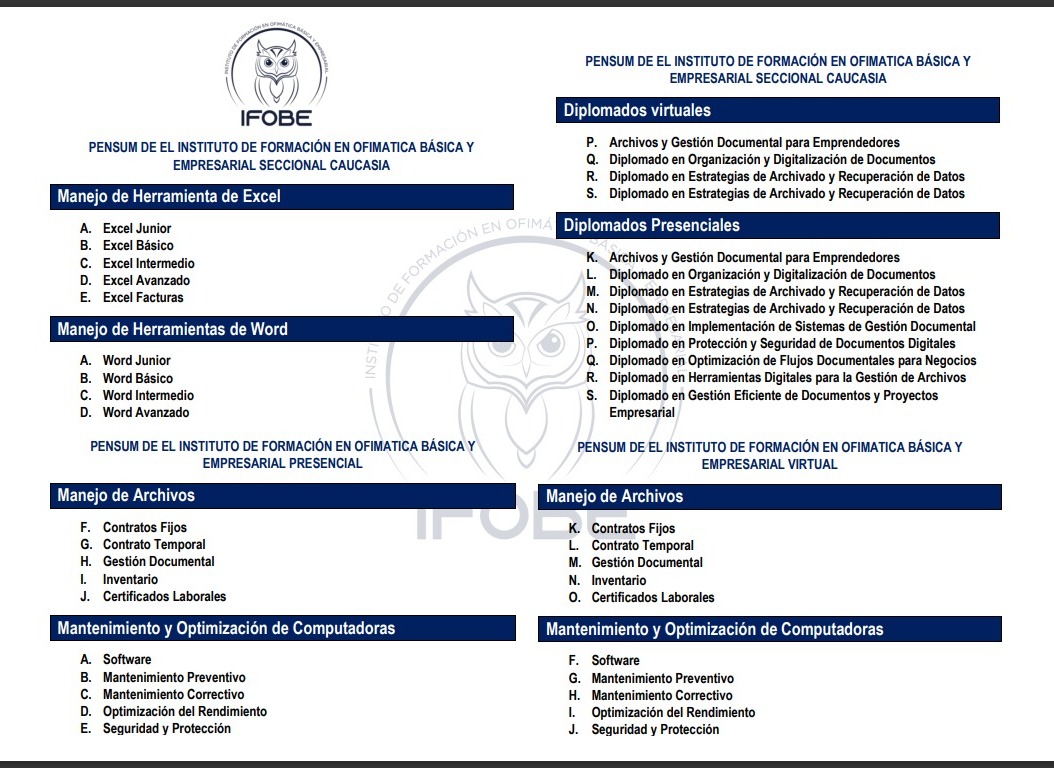 INSTITUTO DE FORMACIÓN EN OFIMÁTICA BÁSICA Y EMPRESARIAL
IFOBE
PENSUM DE EL INSTITUTO DE FORMACIÓN EN OFIMATICA BÁSICA Y
EMPRESARIAL SECCIONAL CAUCASIA
Manejo de Herramienta de Excel
A. Excel Junior
B. Excel Básico
C. Excel Intermedio
D. Excel Avanzado
E. Excel Facturas
Manejo de Herramientas de Word
A. Word Junior
B. Word Básico
C. Word Intermedio
D. Word Avanzado
PENSUM DE EL INSTITUTO DE FORMACIÓN EN OFIMATICA BÁSICA Y
EMPRESARIAL PRESENCIAL
Manejo de Archivos
F. Contratos Fijos
G. Contrato Temporal
H. Gestión Documental
I. Inventario
J. Certificados Laborales
Mantenimiento y Optimización de Computadoras
A. Software
B. Mantenimiento Preventivo
C. Mantenimiento Correctivo
D. Optimización del Rendimiento
E. Seguridad y Protección
PENSUM DE EL INSTITUTO DE FORMACIÓN EN OFIMATICA BÁSICA Y
EMPRESARIAL SECCIONAL CAUCASIA
Diplomados virtuales
P. Archivos y Gestión Documental para Emprendedores
Q. Diplomado en Organización y Digitalización de Documentos
R. Diplomado en Estrategias de Archivado y Recuperación de Datos
S. Diplomado en Estrategias de Archivado y Recuperación de Datos
Diplomados Presenciales
K. Archivos y Gestión Documental para Emprendedores
L. Diplomado en Organización y Digitalización de Documentos
M. Diplomado en Estrategias de Archivado y Recuperación de Datos
N. Diplomado en Estrategias de Archivado y Recuperación de Datos
O. Diplomado en Implementación de Sistemas de Gestión Documental
P. Diplomado en Protección y Seguridad de Documentos Digitales
Q. Diplomado en Optimización de Flujos Documentales para Negocios
R. Diplomado en Herramientas Digitales para la Gestión de Archivos
S. Diplomado en Gestión Eficiente de Documentos y Proyectos
Empresarial
PENSUM DE EL INSTITUTO DE FORMACIÓN EN OFIMATICA BÁSICA Y
EMPRESARIAL VIRTUAL
Manejo de Archivos
K. Contratos Fijos
L. Contrato Temporal
M. Gestión Documental
N. Inventario
O. Certificados Laborales
Mantenimiento y Optimización de Computadoras
F. Software
G. Mantenimiento Preventivo
H. Mantenimiento Correctivo
I. Optimización del Rendimiento
J. Seguridad y Protección
DE FORMACIÓN EN
IFOBE